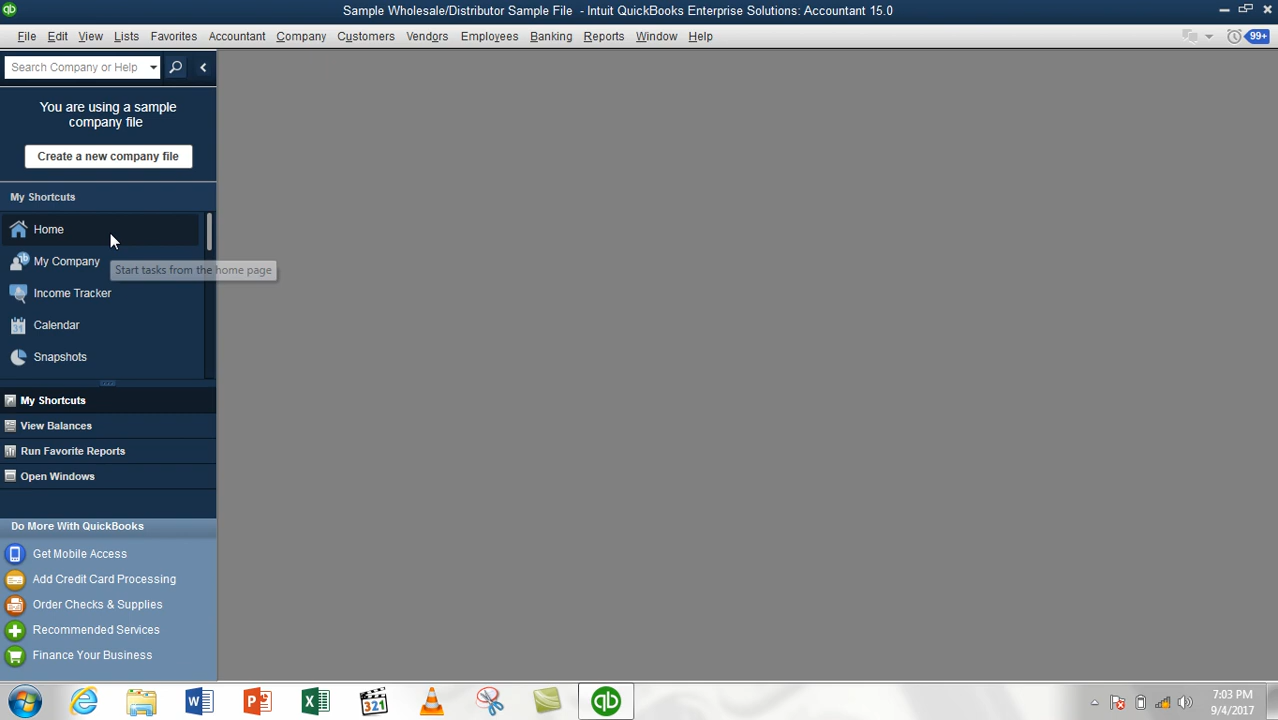 Sample Wholesale/Distributor Sample File - Intuit QuickBooks Enterprise Solutions: Accountant 15.0
File Edit View Lists Favorites Accountant Company Customers Vendors Employees Banking Reports Window Help
99+
Search Company or Help
You are using a sample
company file
Create a new company file
My Shortcuts
Home
My Company
Start tasks from the home page
Income Tracker
31
Calendar
Snapshots
My Shortcuts
View Balances
Run Favorite Reports
Open Windows
Do More With QuickBooks
Get Mobile Access
Add Credit Card Processing
Order Checks & Supplies
Recommended Services
Finance Your Business
321
qb
7:03 PM
9/4/2017